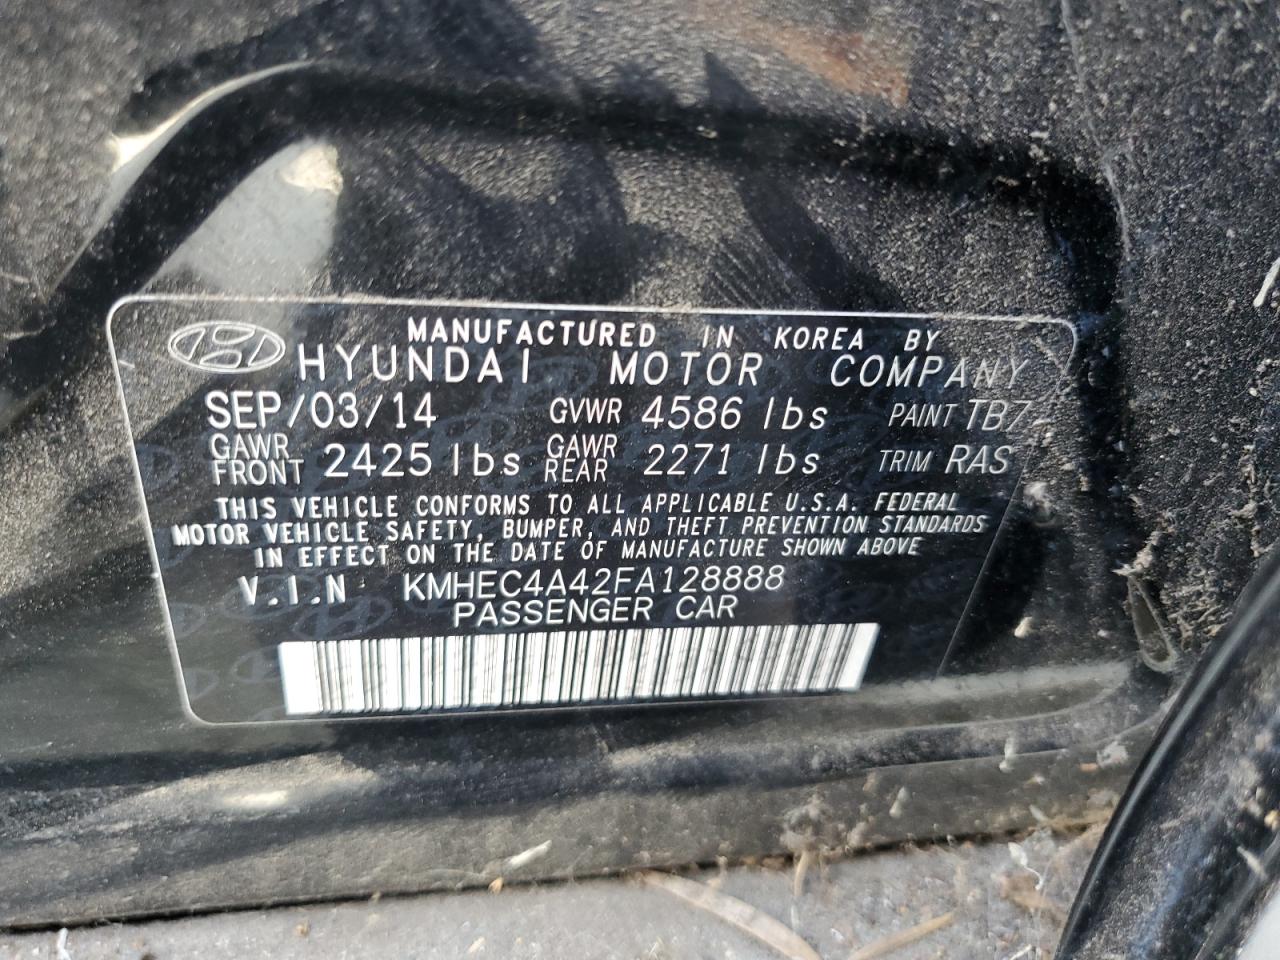 MANUFACTURED IN KOREA BY
HYUNDAI MOTOR COMPANY
SEP/03/14 GVWR 4586 lbs PAINT TB7
GAWR FRONT 2425 lbs GAWR REAR 2271 lbs TRIM RAS
THIS VEHICLE CONFORMS TO ALL APPLICABLE U.S.A. FEDERAL
MOTOR VEHICLE SAFETY, BUMPER, AND THEFT PREVENTION STANDARDS
IN EFFECT ON THE DATE OF MANUFACTURE SHOWN ABOVE
V.I.N KMHEC4A42FA128888
PASSENGER CAR